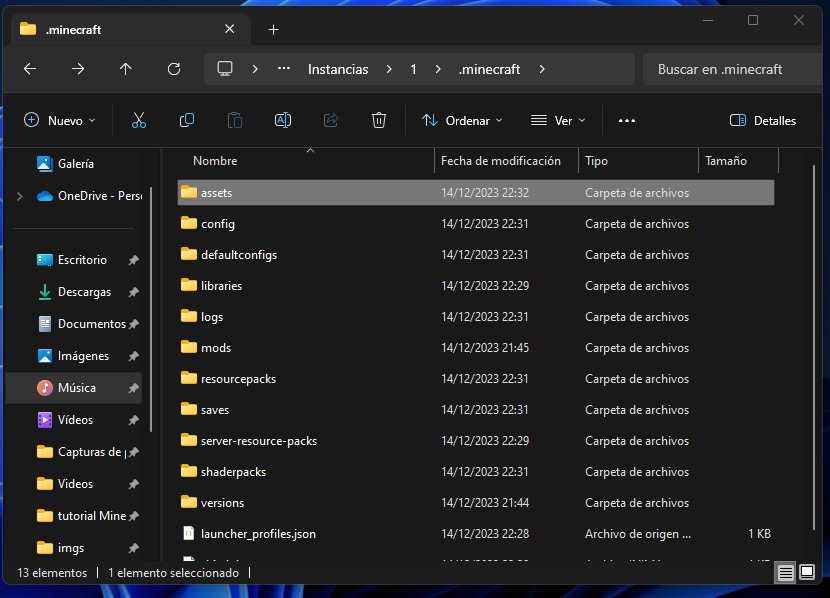 .minecraft
Instancias
1
.minecraft
Buscar en .minecraft
Nuevo
Ordenar
Ver
Detalles
Galería
OneDrive - Pers
Escritorio
Descargas
Documentos
Imágenes
Música
Vídeos
Capturas de p
Videos
tutorial Mine
imgs
Nombre Fecha de modificación Tipo Tamaño
assets 14/12/2023 22:32 Carpeta de archivos
config 14/12/2023 22:31 Carpeta de archivos
defaultconfigs 14/12/2023 22:31 Carpeta de archivos
libraries 14/12/2023 22:29 Carpeta de archivos
logs 14/12/2023 22:31 Carpeta de archivos
mods 14/12/2023 21:45 Carpeta de archivos
resourcepacks 14/12/2023 22:31 Carpeta de archivos
saves 14/12/2023 22:31 Carpeta de archivos
server-resource-packs 14/12/2023 22:29 Carpeta de archivos
shaderpacks 14/12/2023 22:31 Carpeta de archivos
versions 14/12/2023 21:44 Carpeta de archivos
launcher_profiles.json 14/12/2023 22:28 Archivo de origen ... 1 KB
13 elementos
1 elemento seleccionado